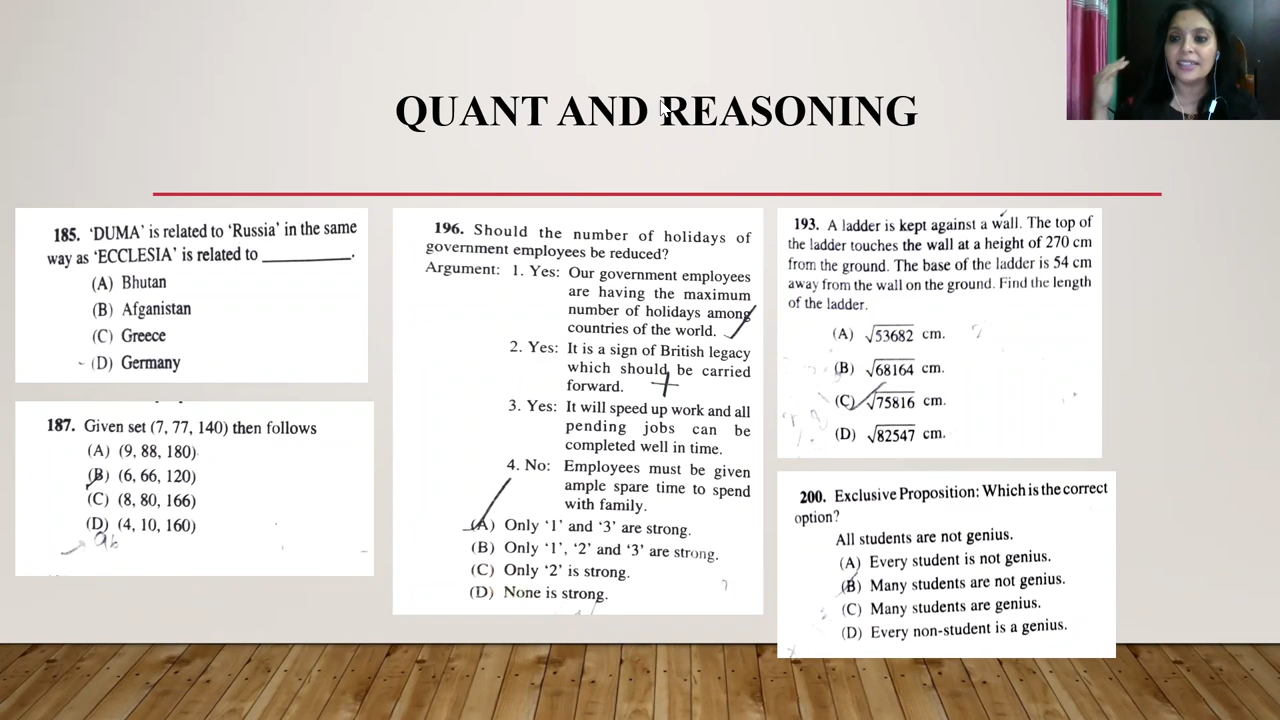 QUANT AND REASONING
185. 'DUMA' is related to 'Russia' in the same
way as 'ECCLESIA' is related to __________.
(A) Bhutan
(B) Afganistan
(C) Greece
(D) Germany
187. Given set (7, 77, 140) then follows
(A) (9, 88, 180)
(B) (6, 66, 120)
(C) (8, 80, 166)
(D) (4, 10, 160)
196. Should the number of holidays of
government employees be reduced?
Argument: 1. Yes: Our government employees
are having the maximum
number of holidays among
countries of the world.
2. Yes: It is a sign of British legacy
which should be carried
forward.
3. Yes: It will speed up work and all
pending jobs can be
completed well in time.
4. No: Employees must be given
ample spare time to spend
with family.
(A) Only '1' and '3' are strong.
(B) Only '1', '2' and '3' are strong.
(C) Only '2' is strong.
(D) None is strong.
193. A ladder is kept against a wall. The top of
the ladder touches the wall at a height of 270 cm
from the ground. The base of the ladder is 54 cm
away from the wall on the ground. Find the length
of the ladder.
(A) √53682 cm.
(B) √68164 cm.
(C) √75816 cm.
(D) √82547 cm.
200. Exclusive Proposition: Which is the correct
option?
All students are not genius.
(A) Every student is not genius.
(B) Many students are not genius.
(C) Many students are genius.
(D) Every non-student is a genius.